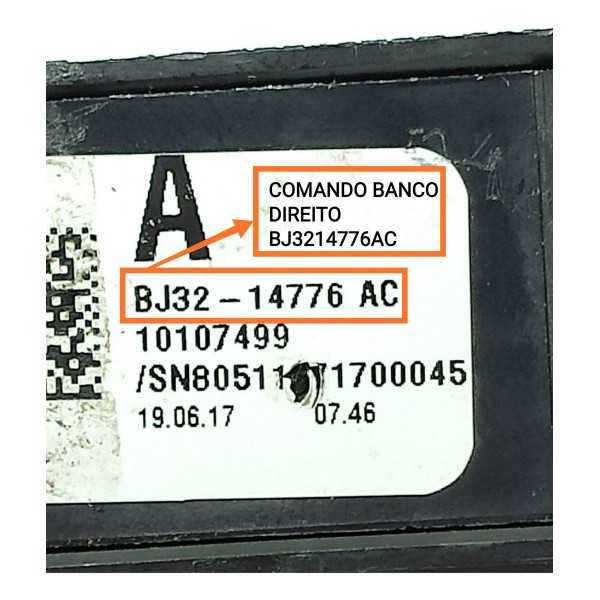 A
COMANDO BANCO
DIREITO
BJ3214776AC
BJ32-14776 AC
10107499
19.06.17 07.46